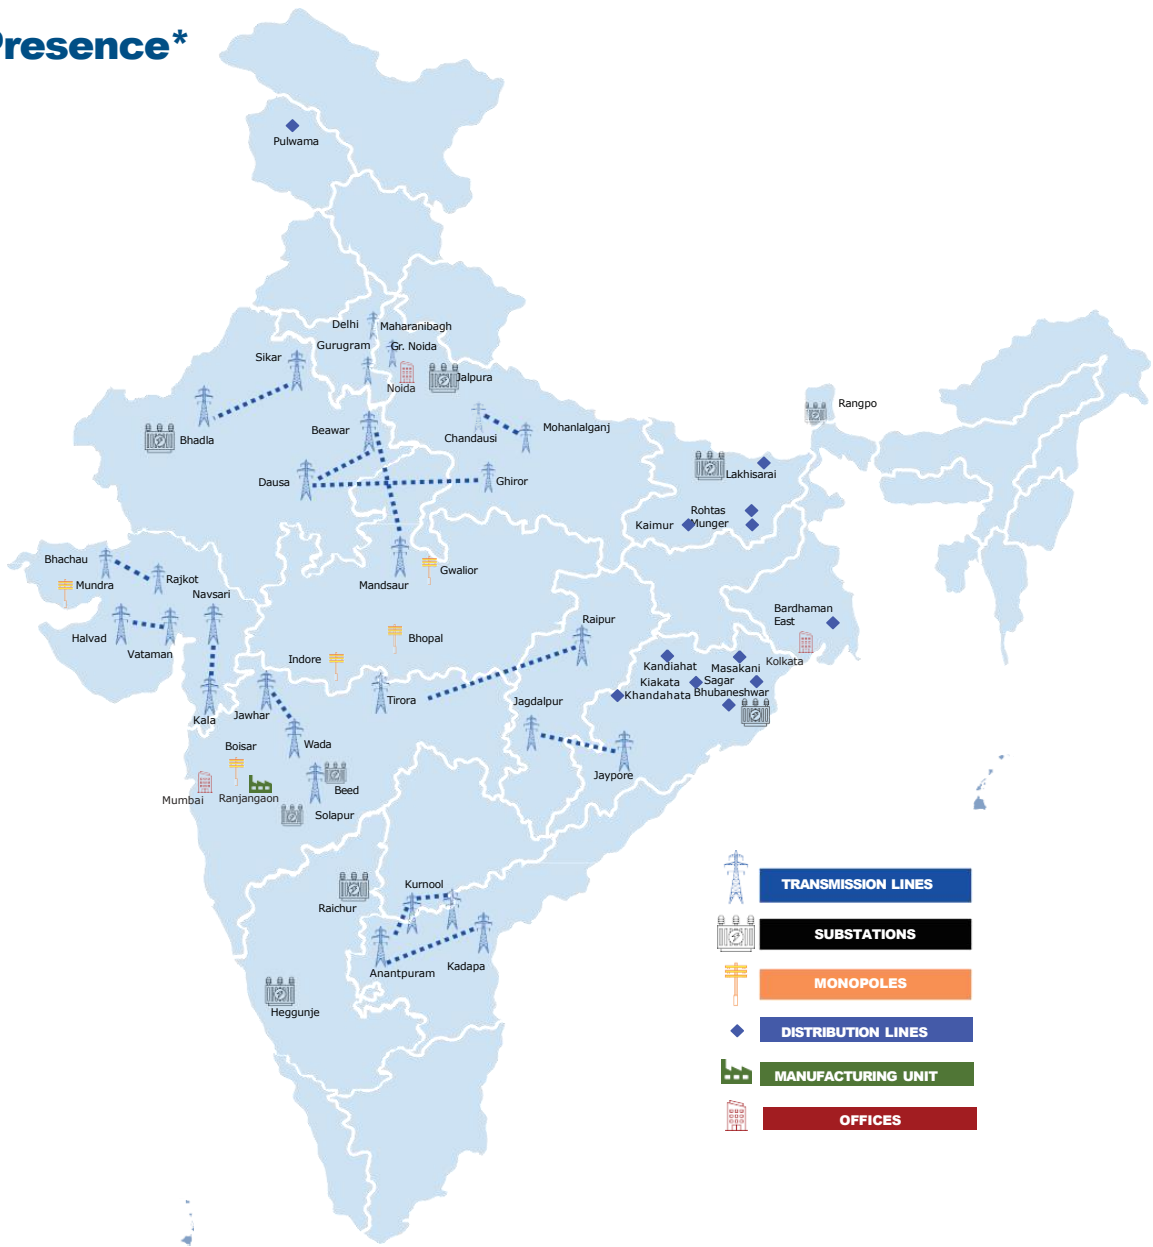 Presence*
Pulwama
Delhi
Maharanibagh
Gurugram
Gr. Noida
Sikar
Noida
Jalpura
Bhadla
Beawar
Chandausi
Mohanlalganj
Rangpo
Dausa
Ghiror
Lakhisarai
Rohtas
Kaimur
Munger
Bhachau
Mundra
Rajkot
Navsari
Mandsaur
Gwalior
Halvad
Vataman
Bhopal
Raipur
Bardhaman
East
Indore
Kandiahat
Masakani
Kolkata
Kiakata
Sagar
Khandahata
Bhubaneshwar
Kala
Jawhar
Tirora
Jagdalpur
Wada
Boisar
Jaypore
Mumbai
Ranjangaon
Beed
Solapur
Raichur
Kurnool
Anantpuram
Kadapa
Heggunje
TRANSMISSION LINES
SUBSTATIONS
MONOPOLES
DISTRIBUTION LINES
MANUFACTURING UNIT
OFFICES